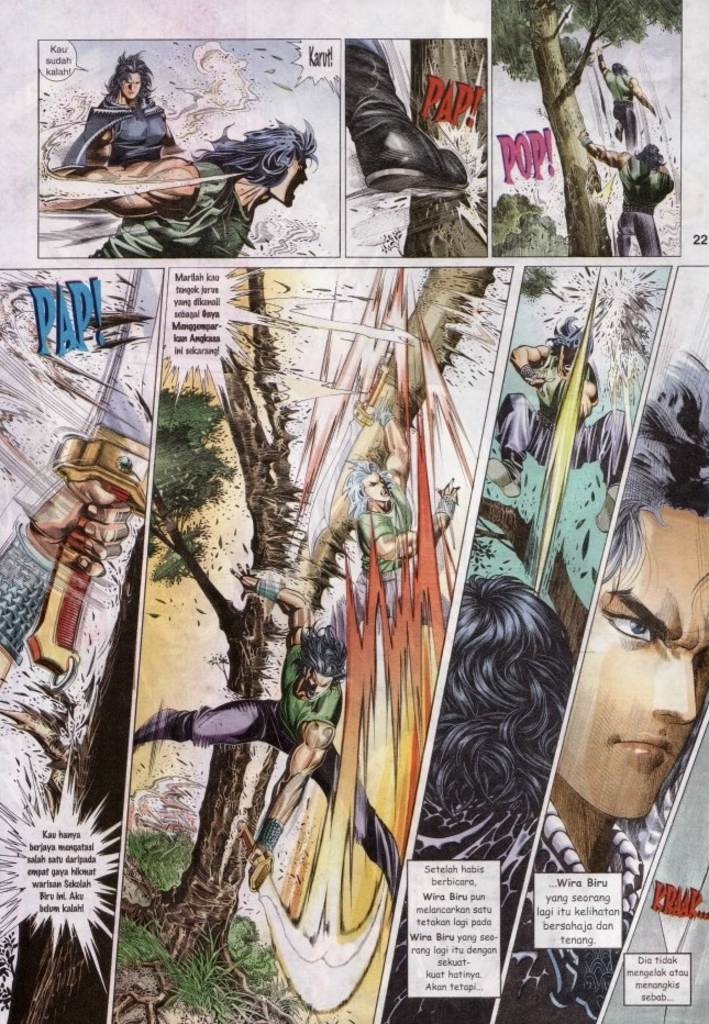 Kau
sudah
kalah!
Karut!
PAP!
POP!
22
PAP!
Marilah kau
tengok jurus
yang dikenali
sebagai Gaya
Menggempar-
kan Angkasa
ini sekarang!
Kau hanya
berjaya mengatasi
salah satu daripada
empat gaya hikmat
warisan Sekolah
Biru ini. Aku
belum kalah!
Setelah habis
berbicara,
Wira Biru pun
melancarkan satu
tetakan lagi pada
Wira Biru yang seo-
rang lagi itu dengan
sekuat-
kuat hatinya.
Akan tetapi...
...Wira Biru
yang seorang
lagi itu kelihatan
bersahaja dan
tenang.
KRAAK...
Dia tidak
mengelak atau
menangkis
sebab...